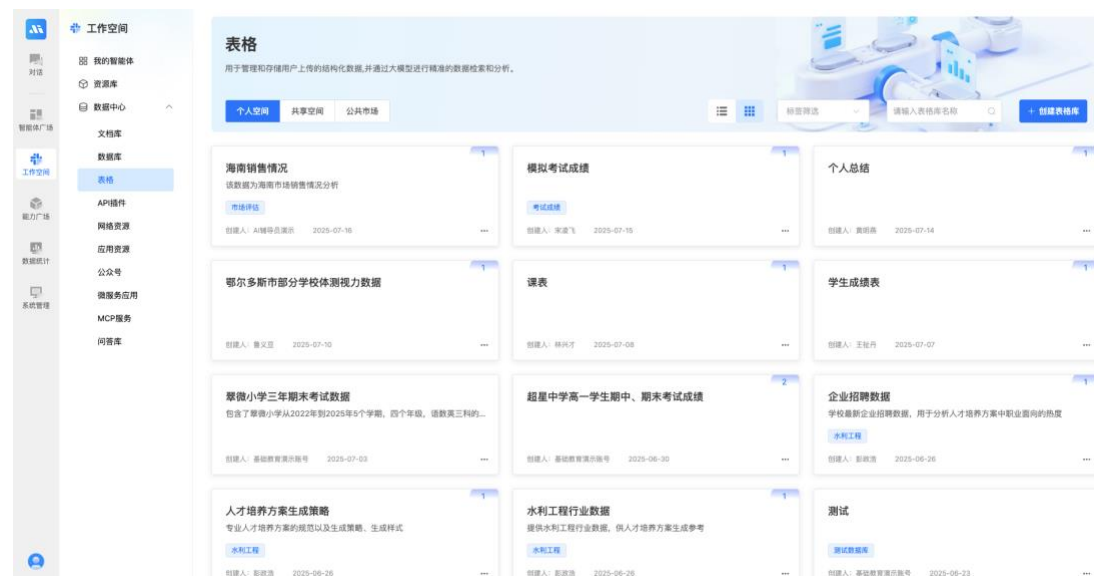 对话
智能体广场
工作空间
能力广场
数据统计
系统管理
工作空间
我的智能体
资源库
数据中心
文档库
数据库
表格
API插件
网络资源
应用资源
公众号
微服务应用
MCP服务
问答库
表格
用于管理和存储用户上传的结构化数据,并通过大模型进行精准的数据检索和分析。
个人空间 共享空间 公共市场
标签筛选 请输入表格库名称 + 创建表格库
1
海南销售情况
该数据为海南市场销售情况分析
市场评估
创建人: AI辅导员演示 2025-07-16
1
模拟考试成绩
考试成绩
创建人: 宋凌飞 2025-07-15
1
个人总结
创建人: 2025-07-14
鄂尔多斯市部分学校体测视力数据
1
创建人: 2025-07-10
课表
1
创建人: 林兴才 2025-07-08
学生成绩表
1
创建人: 2025-07-07
翠微小学三年期末考试数据
包含了翠微小学从2022年到2025年5个学期，四个年级，语数英三科的...
创建人: 基础教育演示账号 2025-07-03
2
超星中学高一学生期中、期末考试成绩
创建人: 基础教育演示账号 2025-06-30
1
企业招聘数据
学校最新企业招聘数据，用于分析人才培养方案中职业面向的热度
水利工程
创建人: 彭政浩 2025-06-26
1
人才培养方案生成策略
专业人才培养方案的规范以及生成策略、生成样式
水利工程
创建人: 彭政浩 2025-06-26
1
水利工程行业数据
提供水利工程行业数据，供人才培养方案生成参考
水利工程
创建人: 彭政浩 2025-06-26
测试
测试数据库
创建人: 基础教育演示账号 2025-06-23